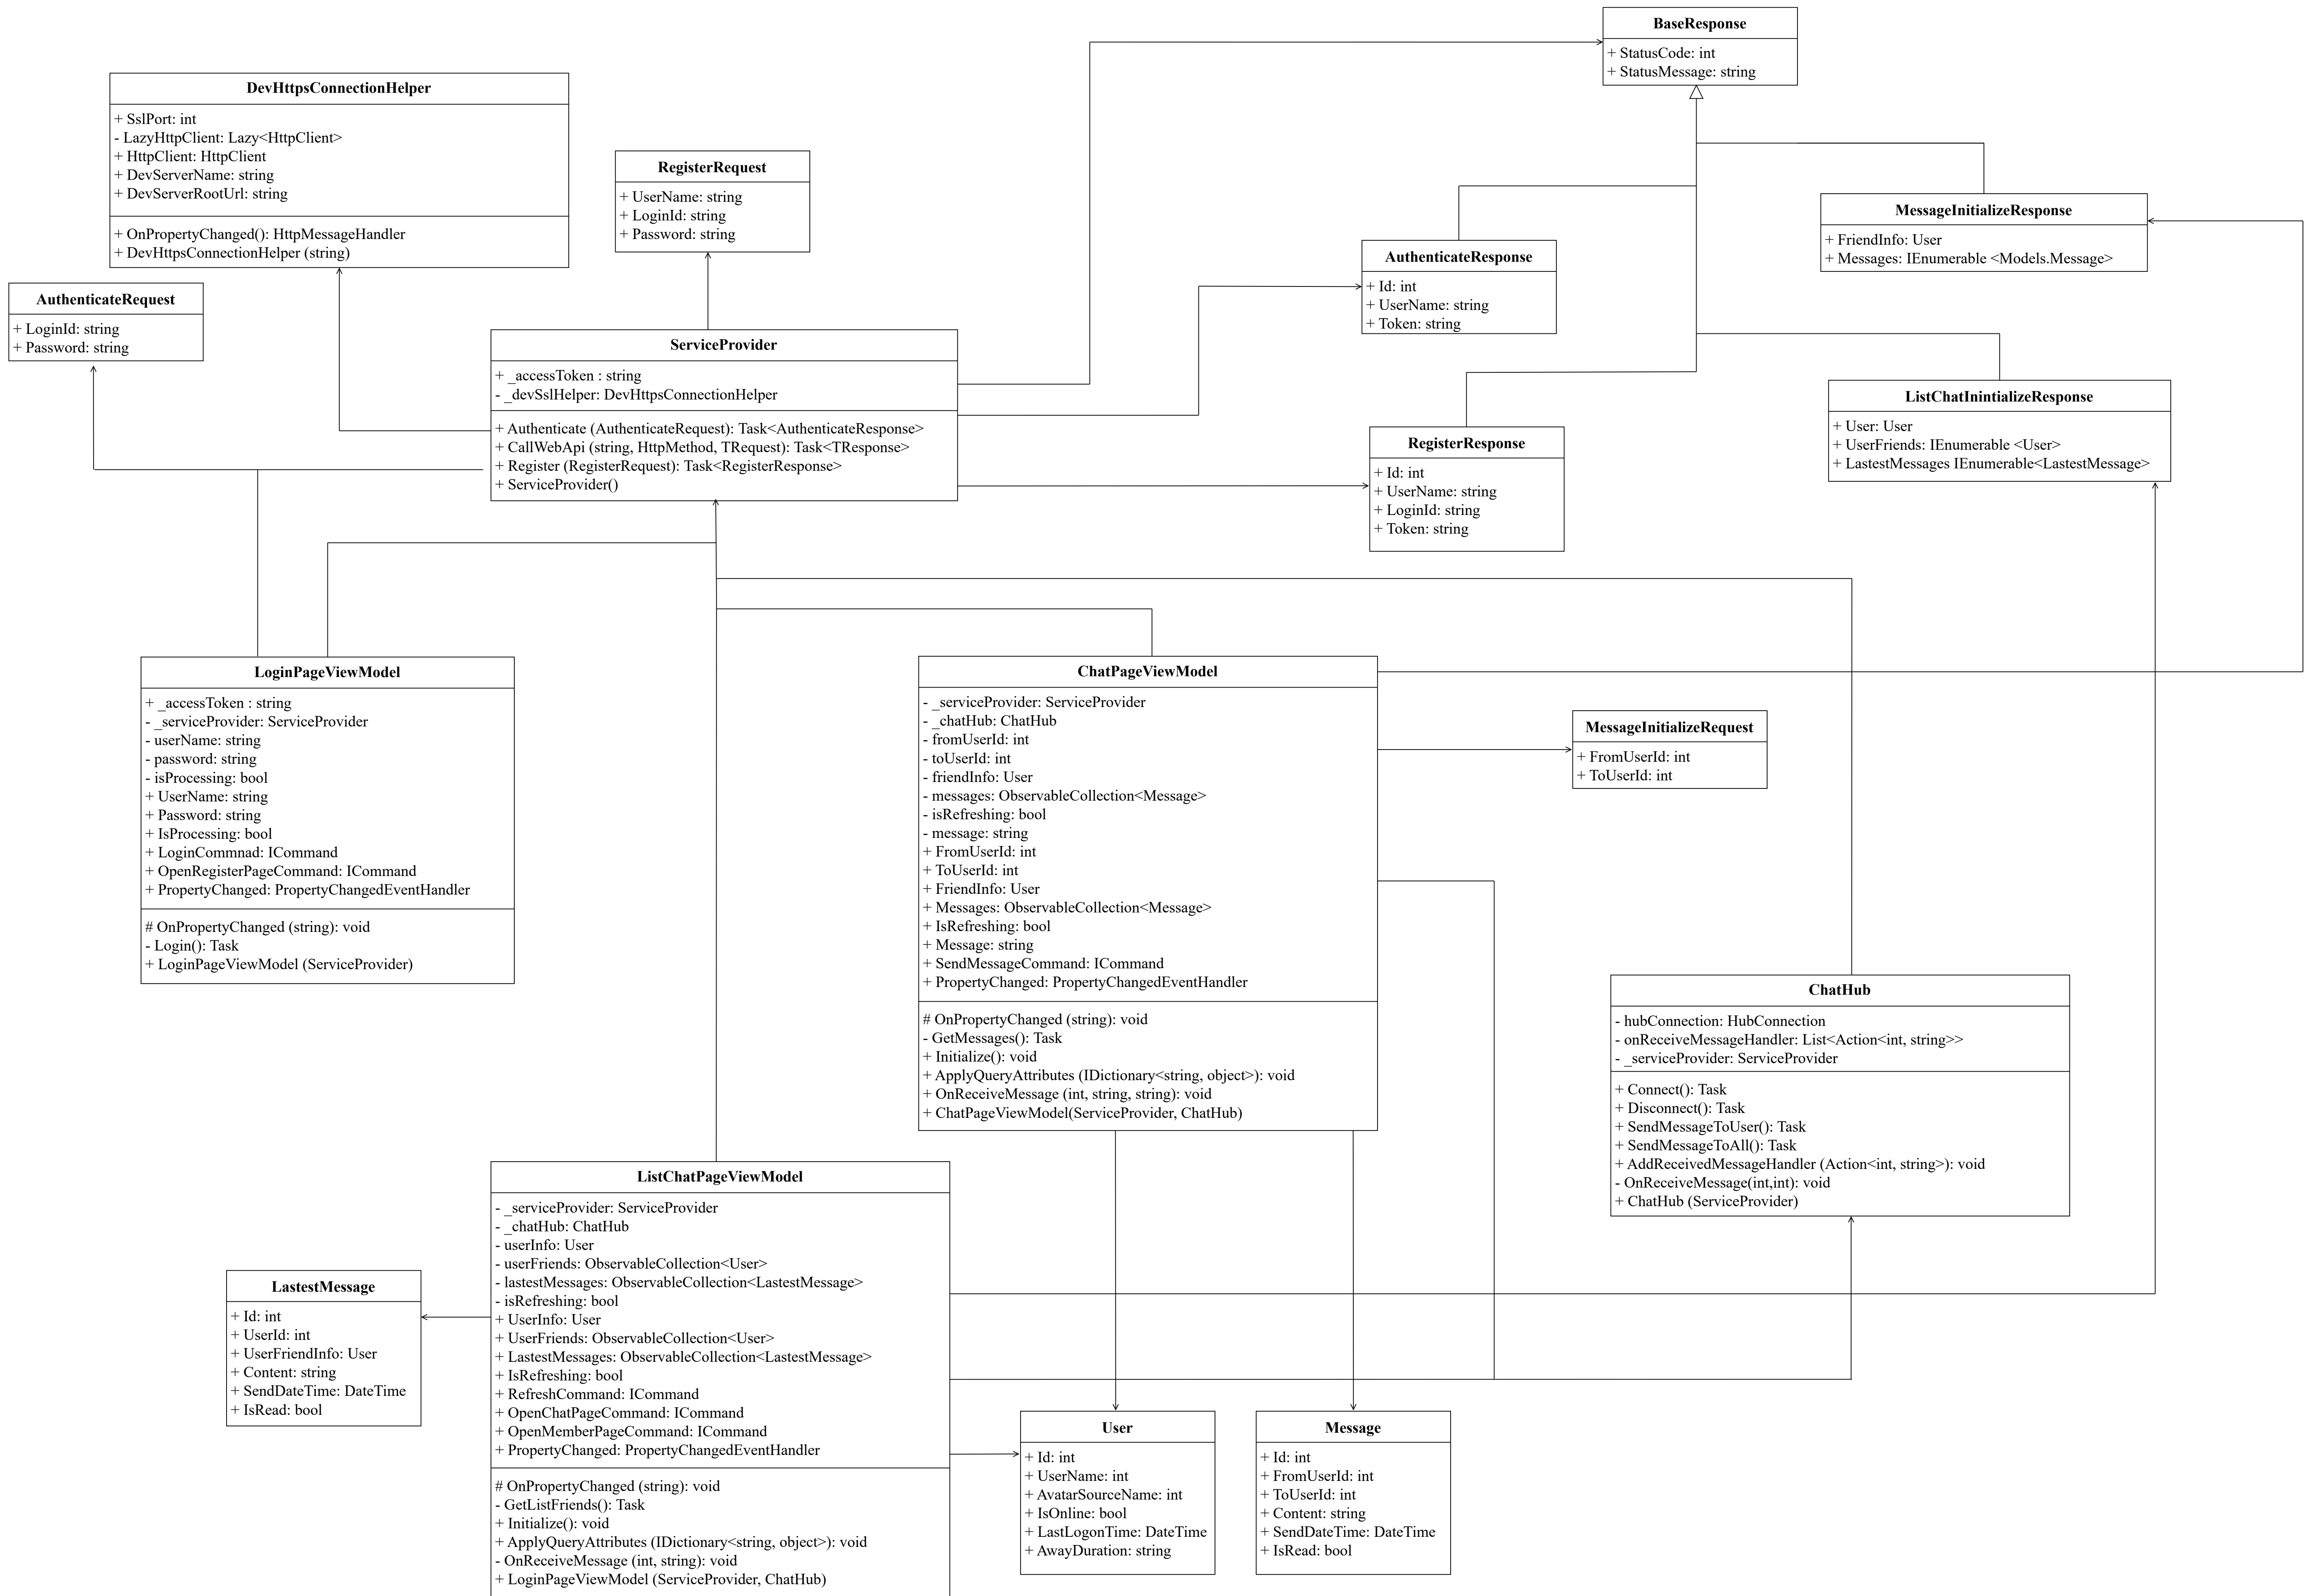 BaseResponse
+ StatusCode: int
+ StatusMessage: string
DevHttpsConnectionHelper
+ SslPort: int
- LazyHttpClient: Lazy<HttpClient>
+ HttpClient: HttpClient
+ DevServerName: string
+ DevServerRootUrl: string
+ OnPropertyChanged(): HttpMessageHandler
+ DevHttpsConnectionHelper (string)
RegisterRequest
+ UserName: string
+ LoginId: string
+ Password: string
MessageInitializeResponse
+ FriendInfo: User
+ Messages: IEnumerable <Models.Message>
AuthenticateResponse
+ Id: int
+ UserName: string
+ Token: string
AuthenticateRequest
+ LoginId: string
+ Password: string
ServiceProvider
+ _accessToken : string
- _devSslHelper: DevHttpsConnectionHelper
+ Authenticate (AuthenticateRequest): Task<AuthenticateResponse>
+ CallWebApi (string, HttpMethod, TRequest): Task<TResponse>
+ Register (RegisterRequest): Task<RegisterResponse>
+ ServiceProvider()
ListChatInintializeResponse
+ User: User
+ UserFriends: IEnumerable <User>
+ LastestMessages IEnumerable<LastestMessage>
RegisterResponse
+ Id: int
+ UserName: string
+ LoginId: string
+ Token: string
LoginPageViewModel
+ _accessToken : string
- _serviceProvider: ServiceProvider
- userName: string
- password: string
- isProcessing: bool
+ UserName: string
+ Password: string
+ IsProcessing: bool
+ LoginCommnad: ICommand
+ OpenRegisterPageCommand: ICommand
+ PropertyChanged: PropertyChangedEventHandler
# OnPropertyChanged (string): void
- Login(): Task
+ LoginPageViewModel (ServiceProvider)
ChatPageViewModel
- _serviceProvider: ServiceProvider
- _chatHub: ChatHub
- fromUserId: int
- toUserId: int
- friendInfo: User
- messages: ObservableCollection<Message>
- isRefreshing: bool
- message: string
+ FromUserId: int
+ ToUserId: int
+ FriendInfo: User
+ Messages: ObservableCollection<Message>
+ IsRefreshing: bool
+ Message: string
+ SendMessageCommand: ICommand
+ PropertyChanged: PropertyChangedEventHandler
# OnPropertyChanged (string): void
- GetMessages(): Task
+ Initialize(): void
+ ApplyQueryAttributes (IDictionary<string, object>): void
+ OnReceiveMessage (int, string, string): void
+ ChatPageViewModel(ServiceProvider, ChatHub)
MessageInitializeRequest
+ FromUserId: int
+ ToUserId: int
ChatHub
- hubConnection: HubConnection
- onReceiveMessageHandler: List<Action<int, string>>
- _serviceProvider: ServiceProvider
+ Connect(): Task
+ Disconnect(): Task
+ SendMessageToUser(): Task
+ SendMessageToAll(): Task
+ AddReceivedMessageHandler (Action<int, string>): void
- OnReceiveMessage(int,int): void
+ ChatHub (ServiceProvider)
ListChatPageViewModel
- _serviceProvider: ServiceProvider
- _chatHub: ChatHub
- userInfo: User
- userFriends: ObservableCollection<User>
- lastestMessages: ObservableCollection<LastestMessage>
- isRefreshing: bool
+ UserInfo: User
+ UserFriends: ObservableCollection<User>
+ LastestMessages: ObservableCollection<LastestMessage>
+ IsRefreshing: bool
+ RefreshCommand: ICommand
+ OpenChatPageCommand: ICommand
+ OpenMemberPageCommand: ICommand
+ PropertyChanged: PropertyChangedEventHandler
# OnPropertyChanged (string): void
- GetListFriends(): Task
+ Initialize(): void
+ ApplyQueryAttributes (IDictionary<string, object>): void
- OnReceiveMessage (int, string): void
+ LoginPageViewModel (ServiceProvider, ChatHub)
LastestMessage
+ Id: int
+ UserId: int
+ UserFriendInfo: User
+ Content: string
+ SendDateTime: DateTime
+ IsRead: bool
User
+ Id: int
+ UserName: int
+ AvatarSourceName: int
+ IsOnline: bool
+ LastLogonTime: DateTime
+ AwayDuration: string
Message
+ Id: int
+ FromUserId: int
+ ToUserId: int
+ Content: string
+ SendDateTime: DateTime
+ IsRead: bool